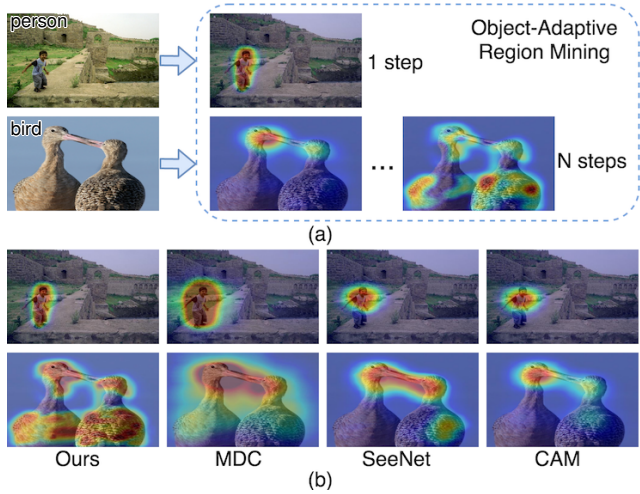 person
Object-Adaptive
Region Mining
1 step
bird
...
N steps
(a)
Ours
MDC
SeeNet
CAM
(b)